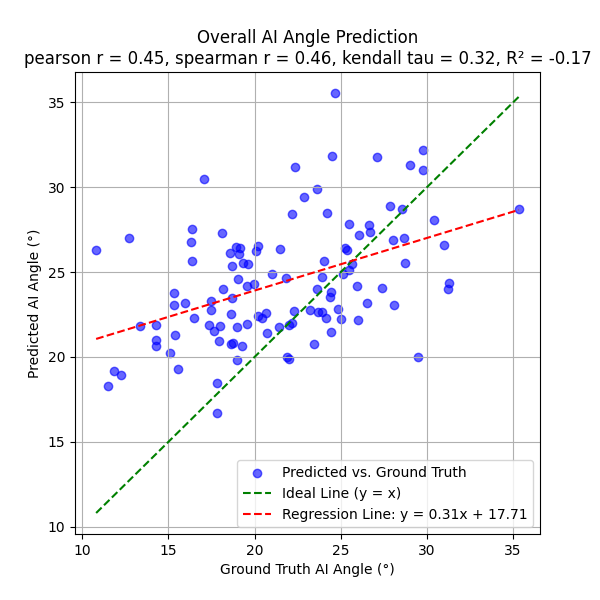 Overall AI Angle Prediction
pearson r = 0.45, spearman r = 0.46, kendall tau = 0.32, R² = -0.17
35
30
25
20
15
10
Predicted AI Angle (°)
Predicted vs. Ground Truth
Ideal Line (y = x)
Regression Line: y = 0.31x + 17.71
10 15 20 25 30 35
Ground Truth AI Angle (°)